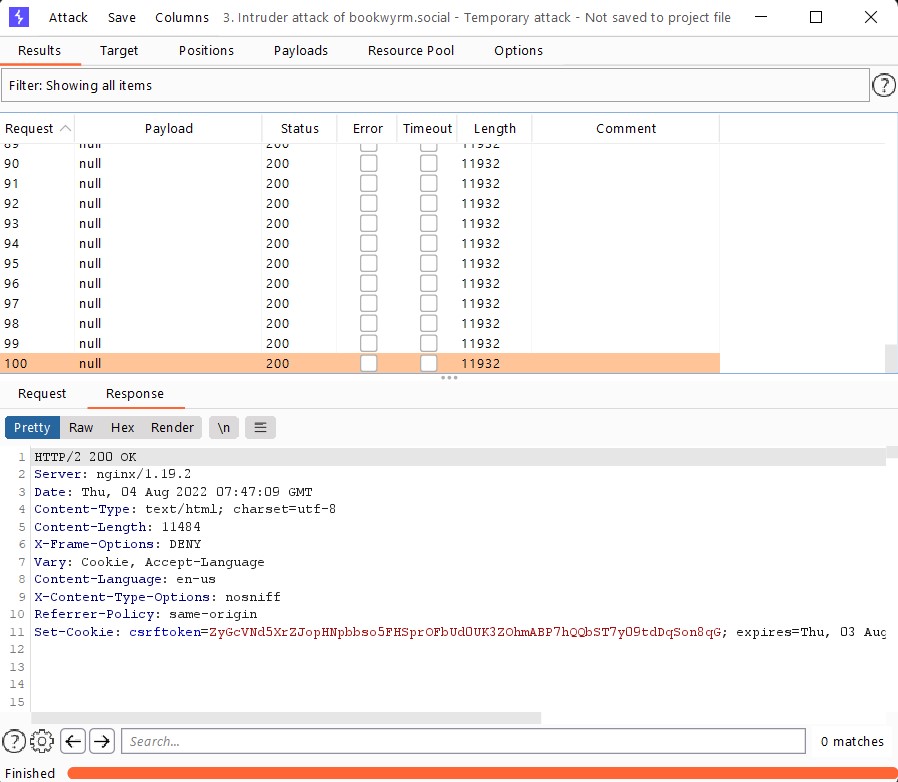 Attack Save Columns 3. Intruder attack of bookwyrm.social - Temporary attack - Not saved to project file
Results Target Positions Payloads Resource Pool Options
Filter: Showing all items
Request Payload Status Error Timeout Length Comment
89 null 200 11932
90 null 200 11932
91 null 200 11932
92 null 200 11932
93 null 200 11932
94 null 200 11932
95 null 200 11932
96 null 200 11932
97 null 200 11932
98 null 200 11932
99 null 200 11932
100 null 200 11932
Request Response
Pretty Raw Hex Render \n
1 HTTP/2 200 OK
2 Server: nginx/1.19.2
3 Date: Thu, 04 Aug 2022 07:47:09 GMT
4 Content-Type: text/html; charset=utf-8
5 Content-Length: 11484
6 X-Frame-Options: DENY
7 Vary: Cookie, Accept-Language
8 Content-Language: en-us
9 X-Content-Type-Options: nosniff
10 Referrer-Policy: same-origin
11 Set-Cookie: csrftoken=ZyGcVNd5XrZJopHNpbbso5FHSprOFbUd0UK3ZOhmABP7hQQbST7y09tdDqSon8qG; expires=Thu, 03 Aug
12
13
14
15
Search...
0 matches
Finished